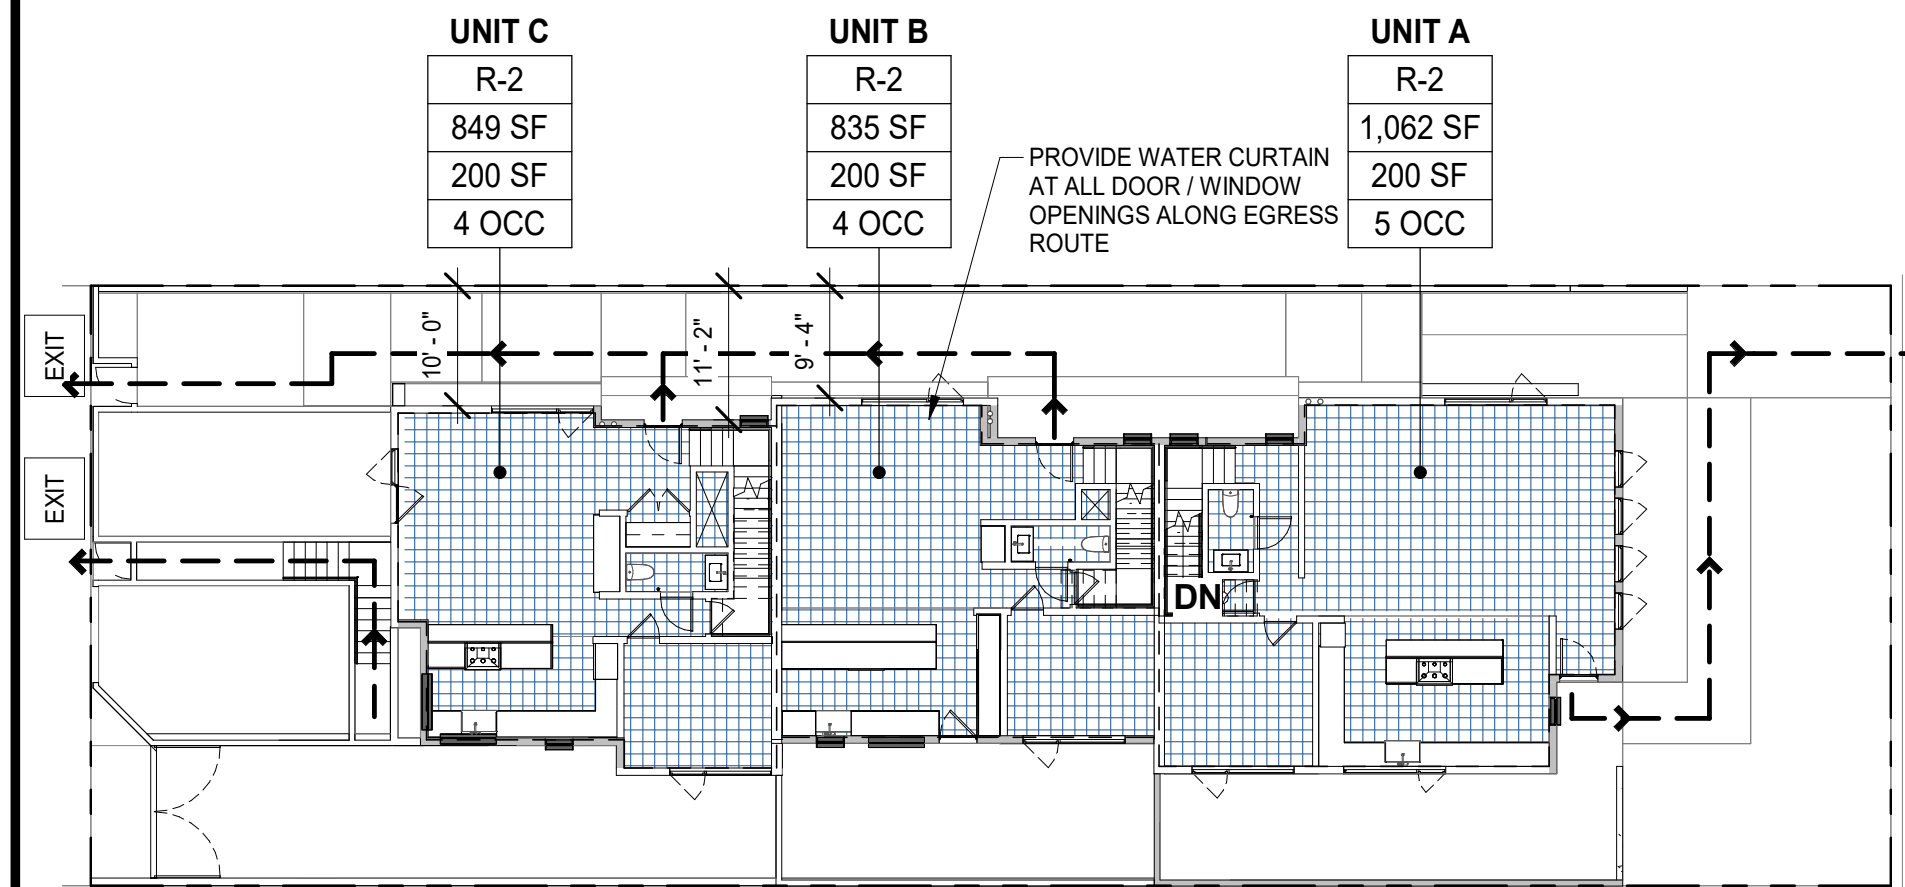 UNIT C
R-2
849 SF
200 SF
4 OCC
UNIT B
R-2
835 SF
200 SF
4 OCC
PROVIDE WATER CURTAIN
AT ALL DOOR / WINDOW
OPENINGS ALONG EGRESS
ROUTE
UNIT A
R-2
1,062 SF
200 SF
5 OCC
EXIT
10' - 0"
11' - 2"
9' - 4"
EXIT
DN